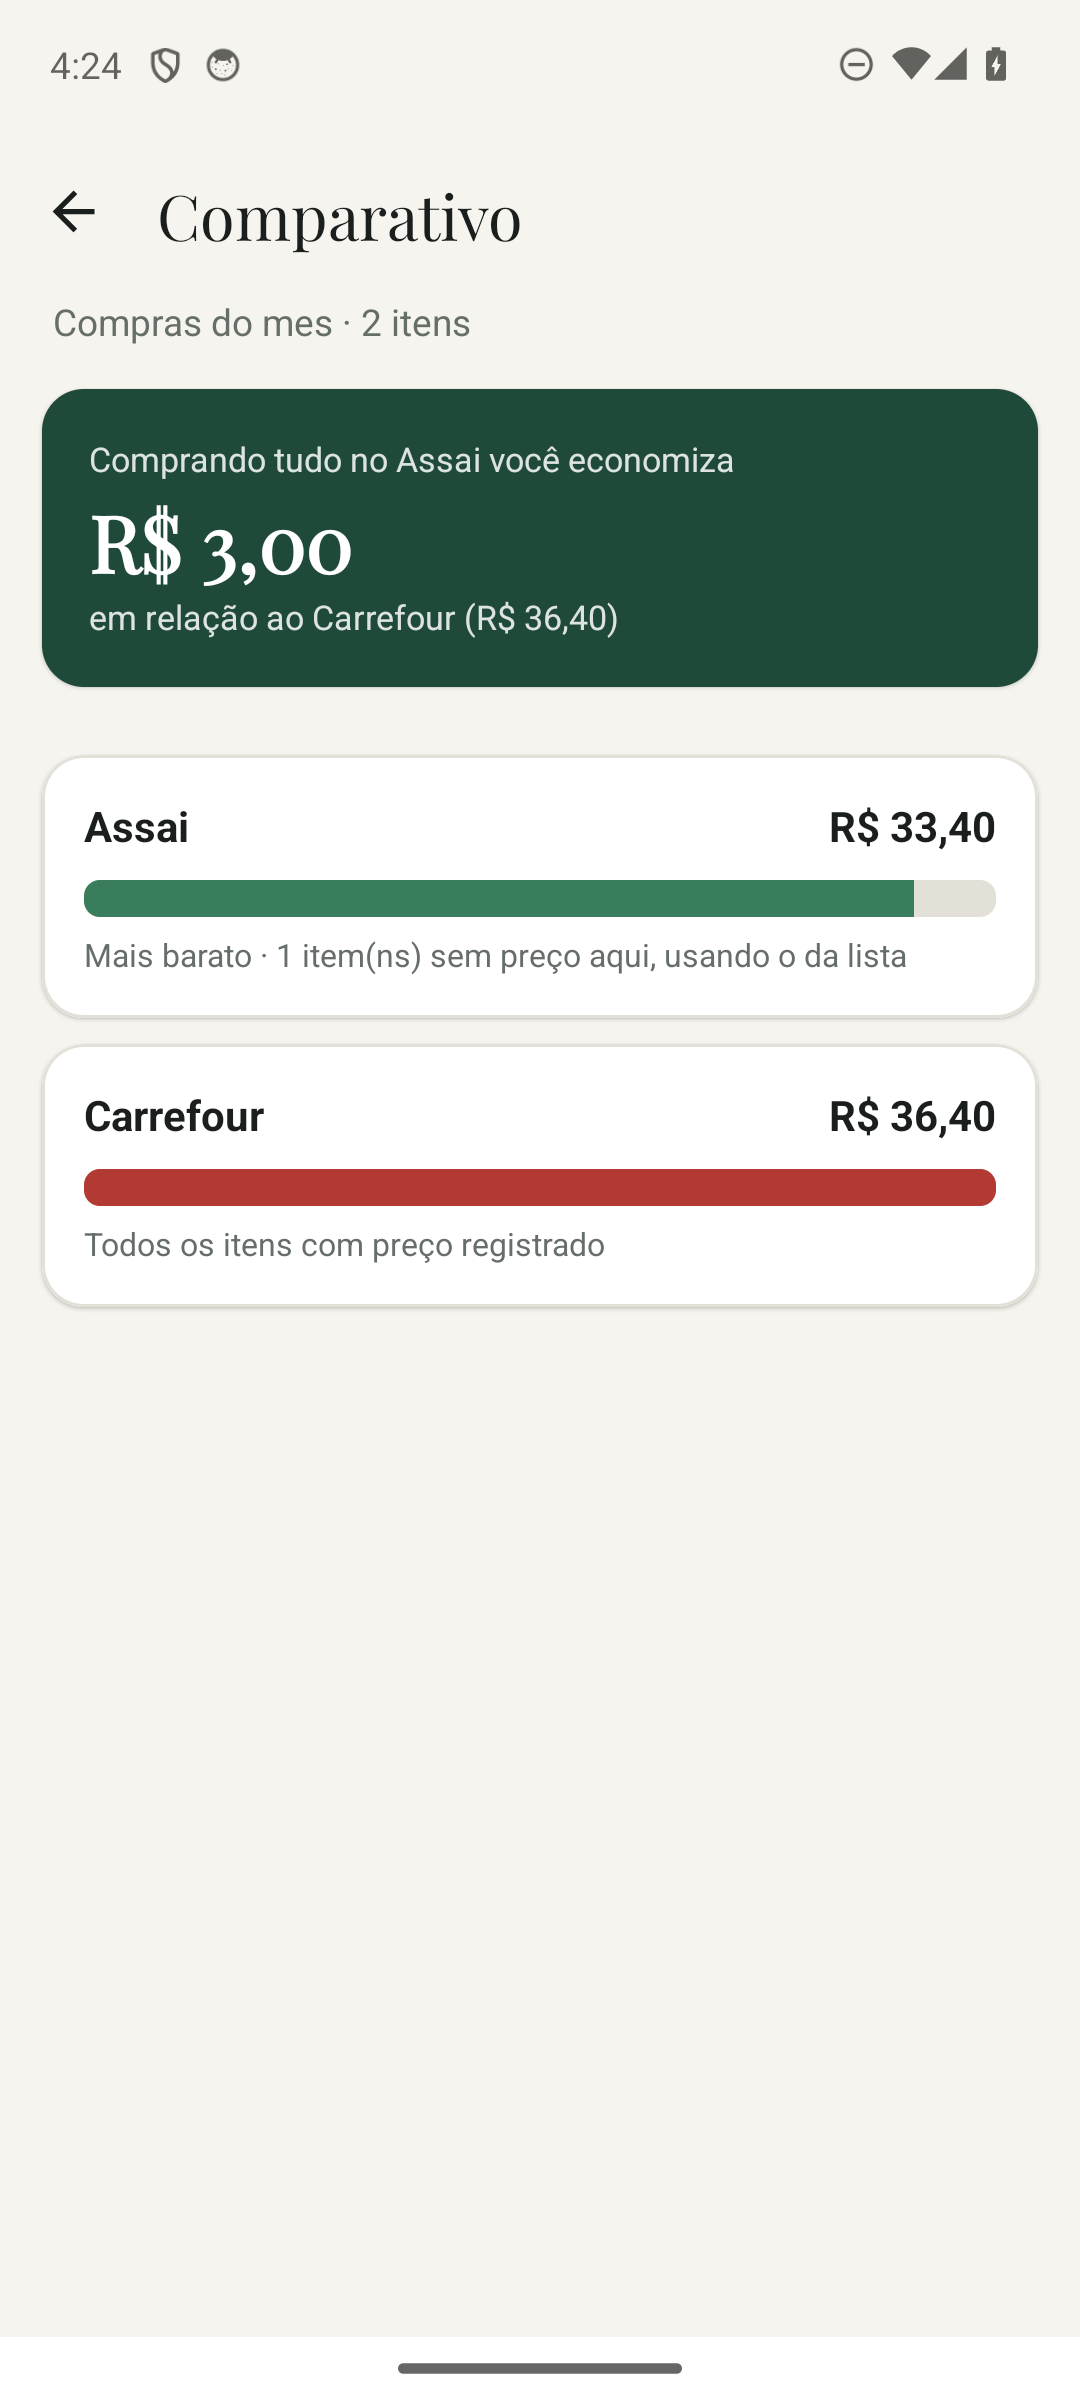 4:24
Comparativo
Compras do mes · 2 itens
Comprando tudo no Assai você economiza
R$ 3,00
em relação ao Carrefour (R$ 36,40)
Assai R$ 33,40
Mais barato · 1 item(ns) sem preço aqui, usando o da lista
Carrefour R$ 36,40
Todos os itens com preço registrado